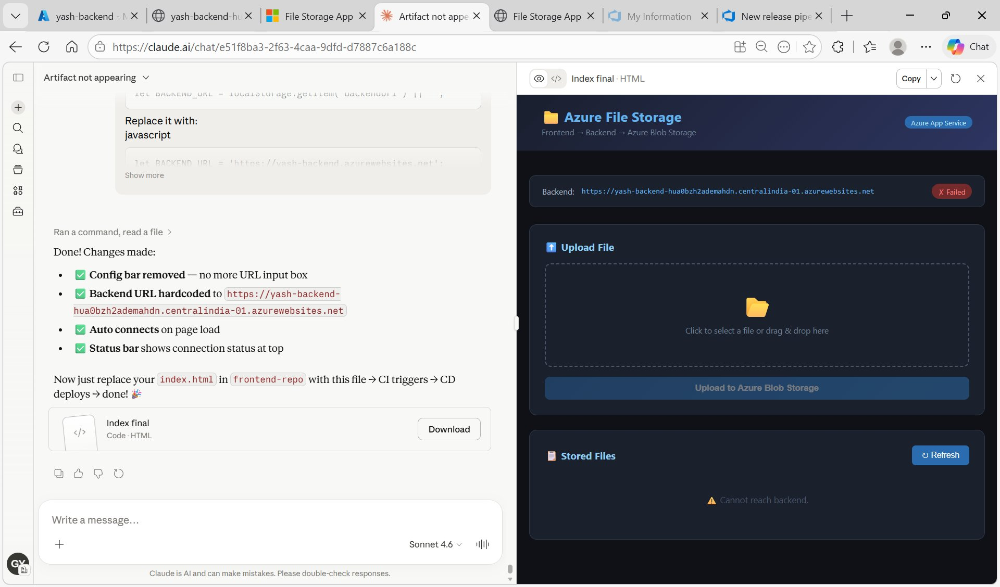 yash-backend - M
yash-backend-hu
File Storage App
Artifact not appe
File Storage App
My Information
New release pipe
https://claude.ai/chat/e51f8ba3-2f63-4caa-9dfd-d7887c6a188c
Chat
Artifact not appearing
let BACKEND_URL = localStorage.getItem('backendUrl') || '';
Replace it with:
javascript
let BACKEND_URL = 'https://yash-backend.azurewebsites.net';
Show more
Ran a command, read a file >
Done! Changes made:
• ✅ Config bar removed — no more URL input box
• ✅ Backend URL hardcoded to https://yash-backend-
hua0bzh2ademahdn.centralindia-01.azurewebsites.net
• ✅ Auto connects on page load
• ✅ Status bar shows connection status at top
Now just replace your index.html in frontend-repo with this file → CI triggers → CD
deploys → done! 🎉
</>
Index final
Code · HTML
Download
Write a message...
Sonnet 4.6
GY
Claude is AI and can make mistakes. Please double-check responses.
</> Index final · HTML
Copy
📁 Azure File Storage
Frontend → Backend → Azure Blob Storage
Azure App Service
Backend: https://yash-backend-hua0bzh2ademahdn.centralindia-01.azurewebsites.net
✗ Failed
⬆️ Upload File
Click to select a file or drag & drop here
Upload to Azure Blob Storage
📋 Stored Files
↻ Refresh
⚠️ Cannot reach backend.